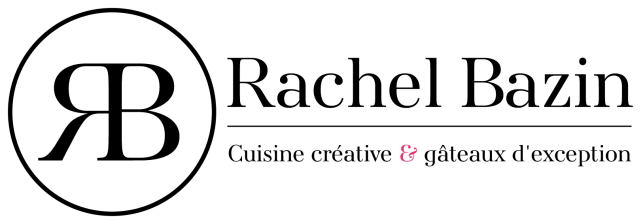 RB
Rachel Bazin
Cuisine créative & gâteaux d'exception